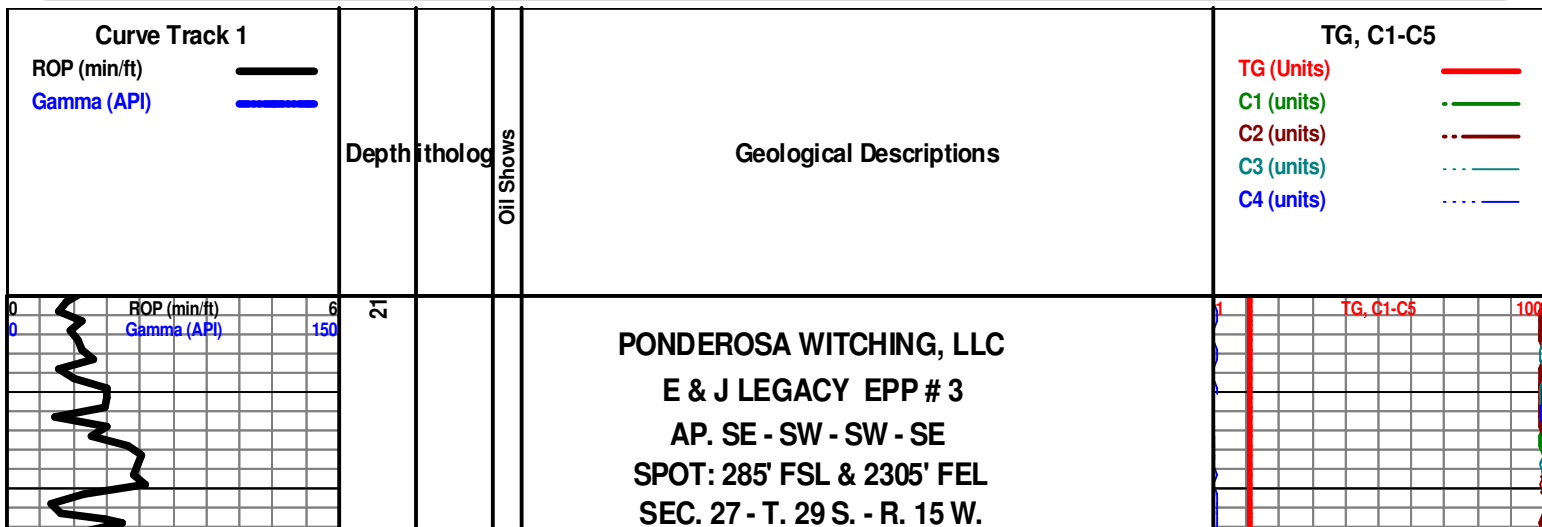 Curve Track 1
ROP (min/ft)
Gamma (API)
Depth
itholog
Oil Shows
Geological Descriptions
TG, C1-C5
TG (Units)
C1 (units)
C2 (units)
C3 (units)
C4 (units)
0 ROP (min/ft) 6
0 Gamma (API) 150
21
1 TG, C1-C5 100
PONDEROSA WITCHING, LLC
E & J LEGACY EPP # 3
AP. SE - SW - SW - SE
SPOT: 285' FSL & 2305' FEL
SEC. 27 - T. 29 S. - R. 15 W.